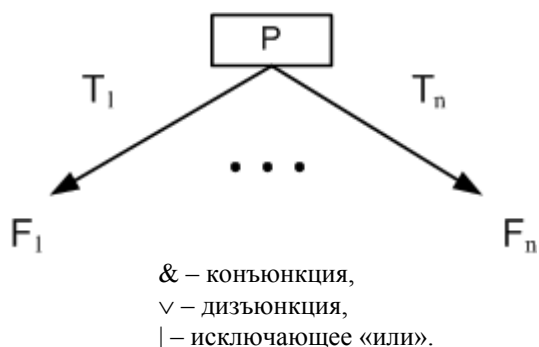 P
T₁ Tₙ
• • •
F₁ Fₙ
& – конъюнкция,
∨ – дизъюнкция,
| – исключающее «или».